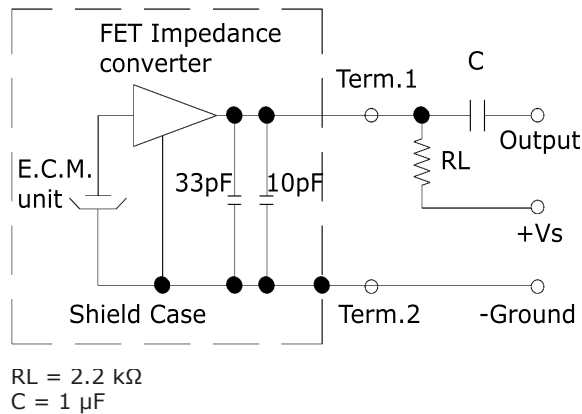 FET Impedance
converter
C
Term.1
Output
E.C.M.
unit
33pF
10pF
RL
+Vs
Shield Case
Term.2
-Ground
RL = 2.2 kΩ
C = 1 µF